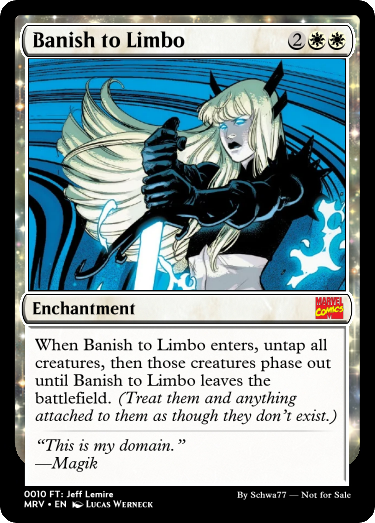 Banish to Limbo 2
Enchantment
MARVEL
COMICS
When Banish to Limbo enters, untap all
creatures, then those creatures phase out
until Banish to Limbo leaves the
battlefield. (Treat them and anything
attached to them as though they don't exist.)
"This is my domain."
—Magik
0010 FT: Jeff Lemire
MRV • EN Lucas Werneck
By Schwa77 — Not for Sale